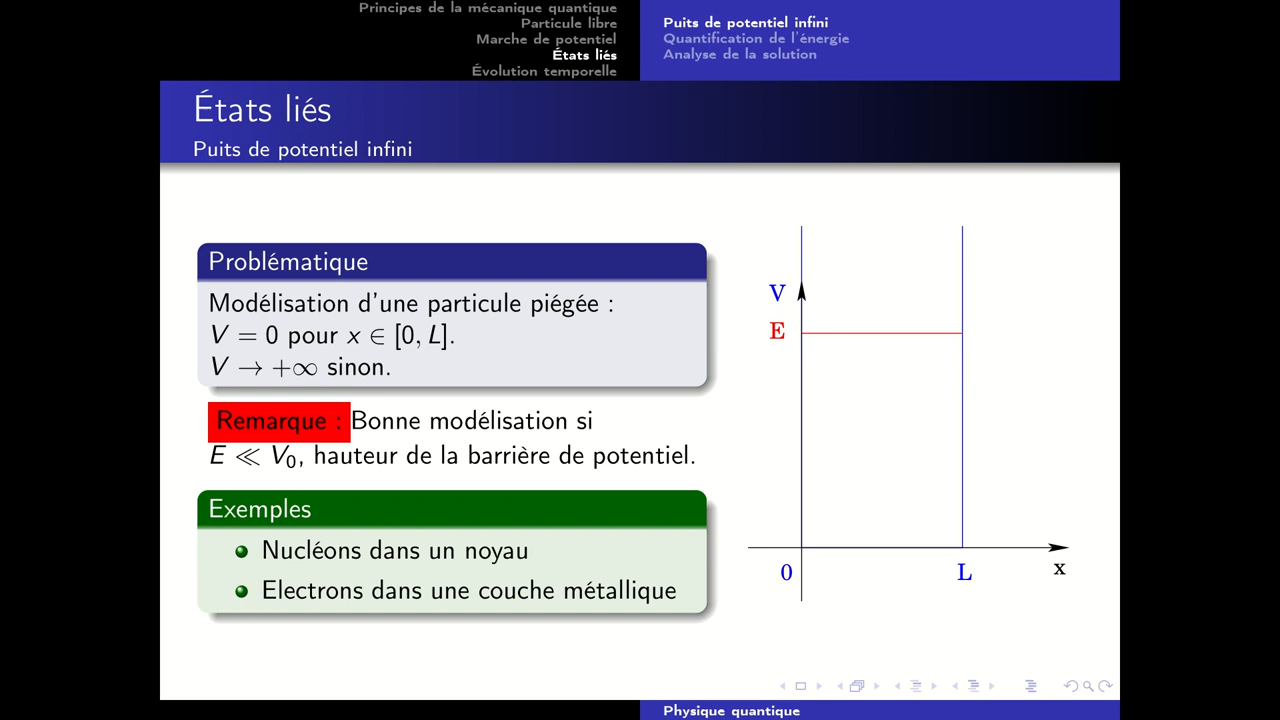 Principes de la mécanique quantique
Particule libre
Marche de potentiel
États liés
Évolution temporelle
Puits de potentiel infini
Quantification de l'énergie
Analyse de la solution
États liés
Puits de potentiel infini
Problématique
Modélisation d'une particule piégée :
V = 0 pour x ∈ [0, L].
V → +∞ sinon.
Remarque : Bonne modélisation si
E ≪ V₀, hauteur de la barrière de potentiel.
Exemples
Nucléons dans un noyau
Electrons dans une couche métallique
V
E
0
L
x
Physique quantique